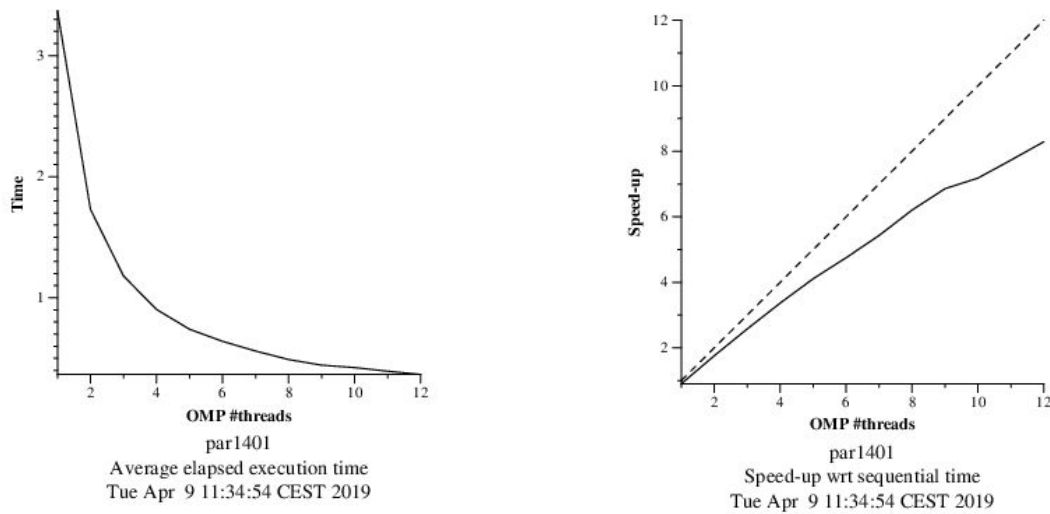 3
2
1
Time
2 4 6 8 10 12
OMP #threads
par1401
Average elapsed execution time
Tue Apr 9 11:34:54 CEST 2019
12
10
8
6
4
2
Speed-up
2 4 6 8 10 12
OMP #threads
par1401
Speed-up wrt sequential time
Tue Apr 9 11:34:54 CEST 2019